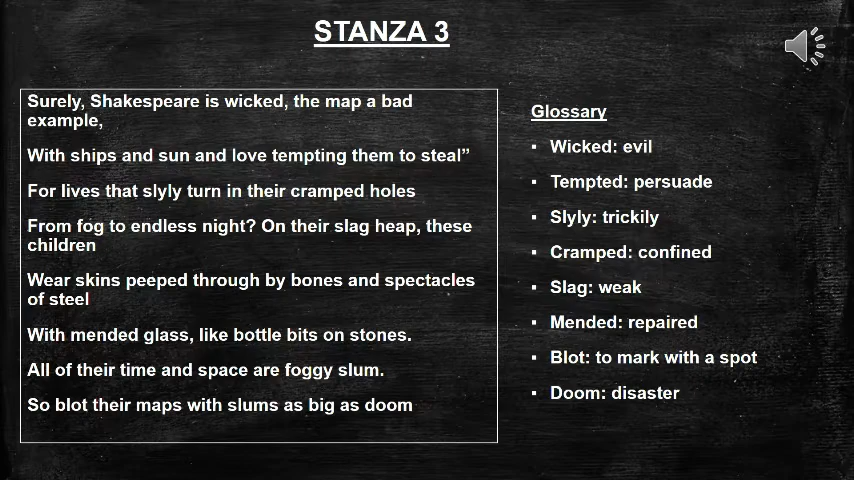 STANZA 3
Surely, Shakespeare is wicked, the map a bad
example,
With ships and sun and love tempting them to steal”
For lives that slyly turn in their cramped holes
From fog to endless night? On their slag heap, these
children
Wear skins peeped through by bones and spectacles
of steel
With mended glass, like bottle bits on stones.
All of their time and space are foggy slum.
So blot their maps with slums as big as doom
Glossary
▪ Wicked: evil
▪ Tempted: persuade
▪ Slyly: trickily
▪ Cramped: confined
▪ Slag: weak
▪ Mended: repaired
▪ Blot: to mark with a spot
▪ Doom: disaster